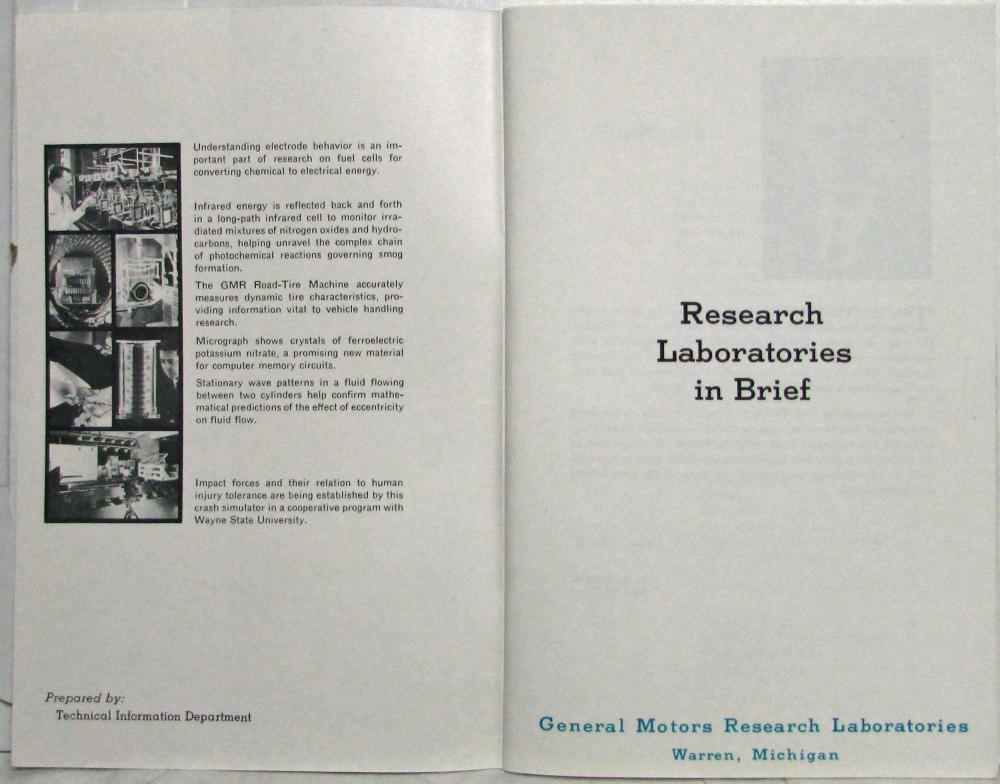 Understanding electrode behavior is an im-
portant part of research on fuel cells for
converting chemical to electrical energy.
Infrared energy is reflected back and forth
in a long-path infrared cell to monitor irra-
diated mixtures of nitrogen oxides and hydro-
carbons, helping unravel the complex chain
of photochemical reactions governing smog
formation.
The GMR Road-Tire Machine accurately
measures dynamic tire characteristics, pro-
viding information vital to vehicle handling
research.
Micrograph shows crystals of ferroelectric
potassium nitrate, a promising new material
for computer memory circuits.
Stationary wave patterns in a fluid flowing
between two cylinders help confirm mathe-
matical predictions of the effect of eccentricity
on fluid flow.
Impact forces and their relation to human
injury tolerance are being established by this
crash simulator in a cooperative program with
Wayne State University.
Prepared by:
Technical Information Department
Research
Laboratories
in Brief
General Motors Research Laboratories
Warren, Michigan